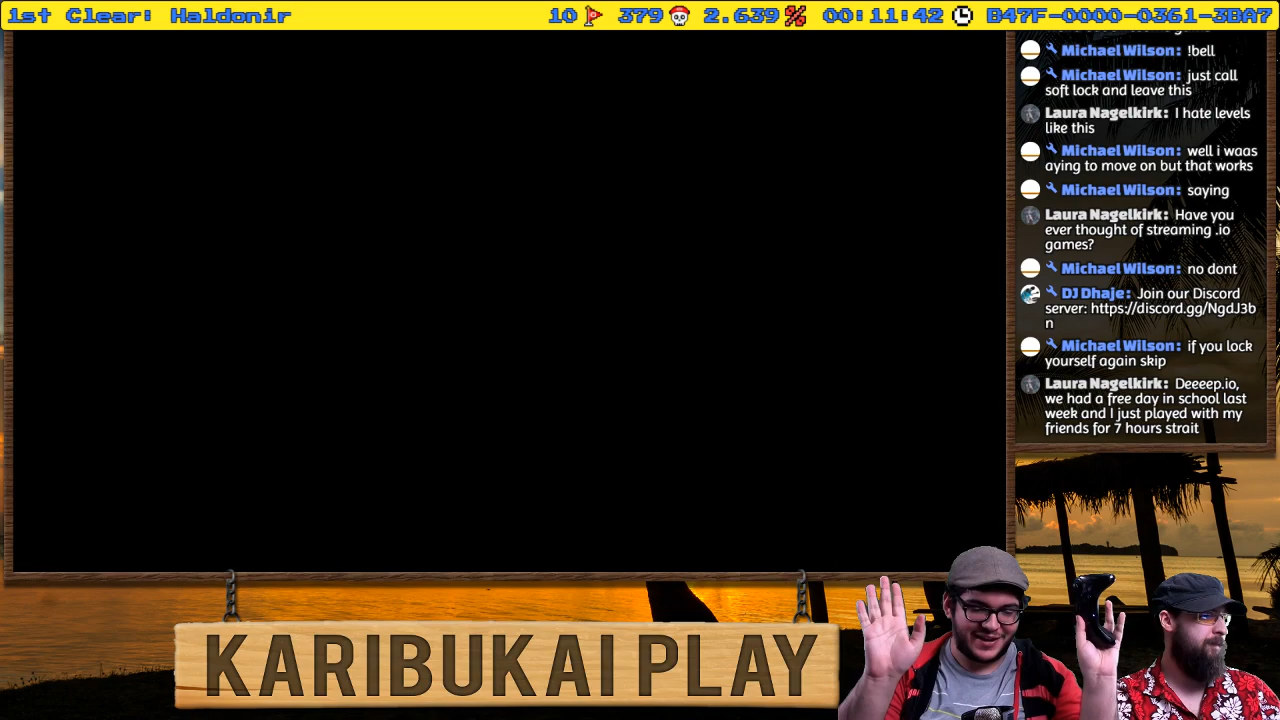 1st Clear: Haldonir 10 379 2.639 00:11:42 B47F-0000-0361-3BA7
Michael Wilson: !bell
Michael Wilson: just call
soft lock and leave this
Laura Nagelkirk: I hate levels
like this
Michael Wilson: well i waas
aying to move on but that works
Michael Wilson: saying
Laura Nagelkirk: Have you
ever thought of streaming .io
games?
Michael Wilson: no dont
DJ Dhaje: Join our Discord
server: https://discord.gg/NgdJ3b
n
Michael Wilson: if you lock
yourself again skip
Laura Nagelkirk: Deeeep.io,
we had a free day in school last
week and I just played with my
friends for 7 hours strait
KARIBUKAI PLAY